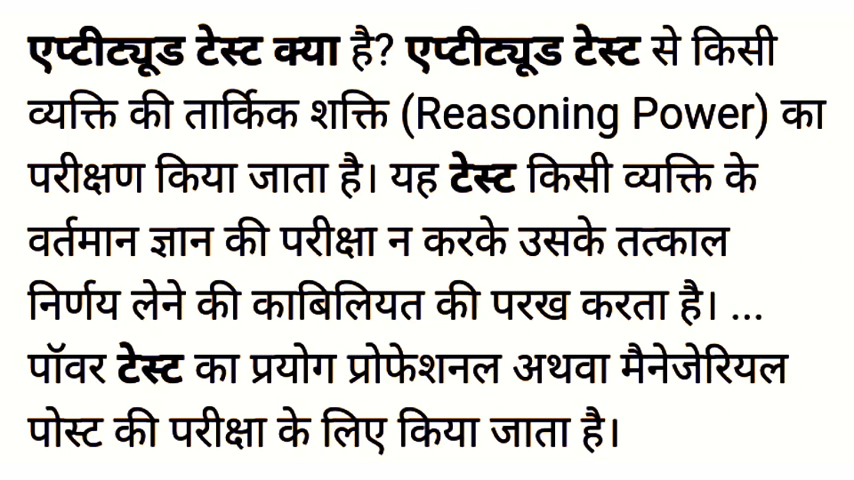 एप्टीट्यूड टेस्ट क्या है? एप्टीट्यूड टेस्ट से किसी
व्यक्ति की तार्किक शक्ति (Reasoning Power) का
परीक्षण किया जाता है। यह टेस्ट किसी व्यक्ति के
वर्तमान ज्ञान की परीक्षा न करके उसके तत्काल
निर्णय लेने की काबिलियत की परख करता है। ...
पॉवर टेस्ट का प्रयोग प्रोफेशनल अथवा मैनेजेरियल
पोस्ट की परीक्षा के लिए किया जाता है।